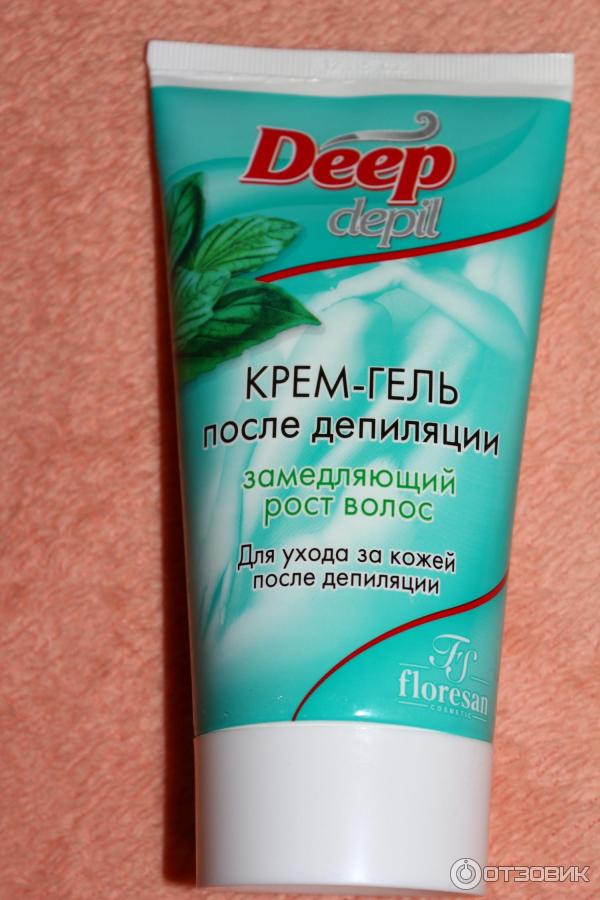 Deep
depil
КРЕМ-ГЕЛЬ
после депиляции
замедляющий
рост волос
Для ухода за кожей
после депиляции
FS
floresan
COSMETIC
ОТЗОВИК